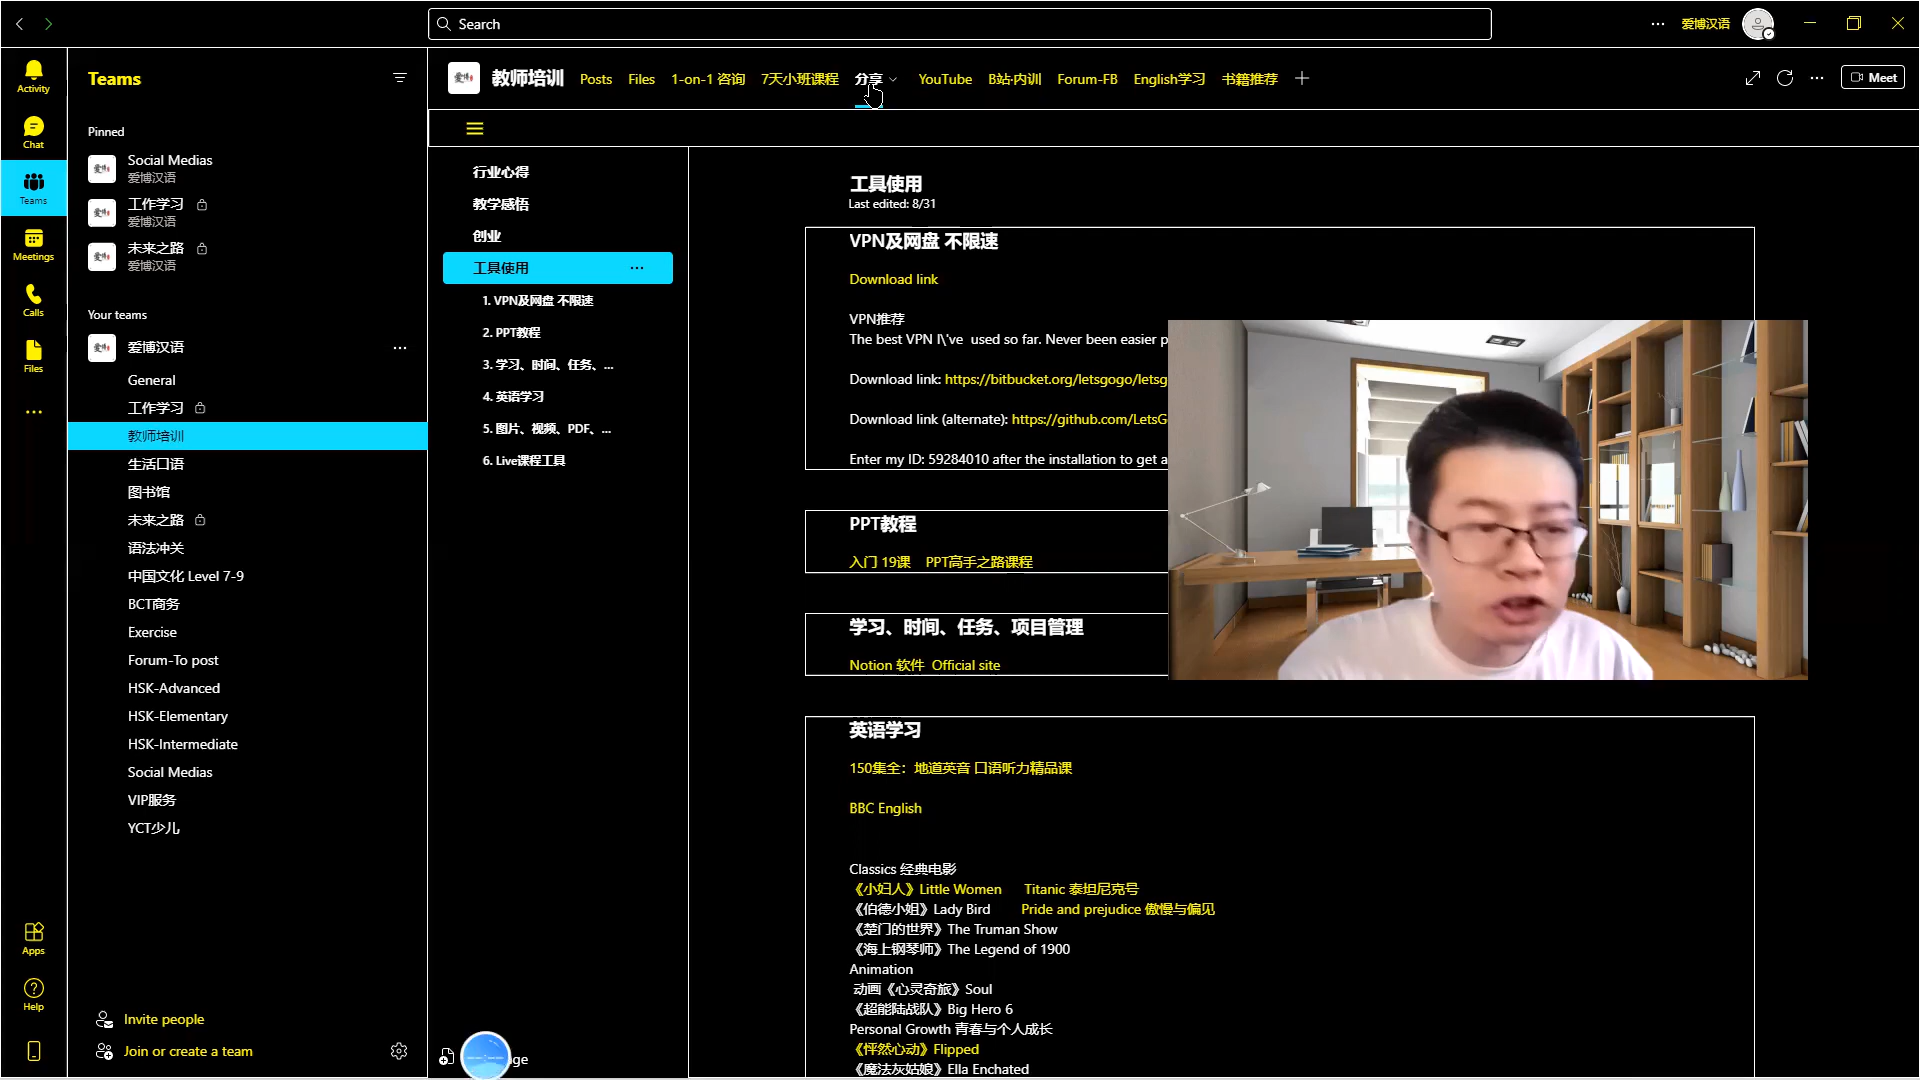 Search
爱博汉语
Activity
Chat
Teams
Meetings
Calls
Files
Apps
Help
Teams
Pinned
Social Medias
爱博汉语
工作学习
爱博汉语
未来之路
爱博汉语
Your teams
爱博汉语
General
工作学习
教师培训
生活口语
图书馆
未来之路
语法冲关
中国文化 Level 7-9
BCT商务
Exercise
Forum-To post
HSK-Advanced
HSK-Elementary
HSK-Intermediate
Social Medias
VIP服务
YCT少儿
Invite people
Join or create a team
教师培训 Posts Files 1-on-1 咨询 7天小班课程 分享 YouTube B站·内训 Forum-FB English学习 书籍推荐
Meet
行业心得
教学感悟
创业
工具使用
1. VPN及网盘 不限速
2. PPT教程
3. 学习、时间、任务、...
4. 英语学习
5. 图片、视频、PDF、...
6. Live课程工具
工具使用
Last edited: 8/31
VPN及网盘 不限速
Download link
VPN推荐
The best VPN I\'ve used so far. Never been easier
Download link: https://bitbucket.org/letsgogo/letsg
Download link (alternate): https://github.com/LetsG
Enter my ID: 59284010 after the installation to get a
PPT教程
入门 19课 PPT高手之路课程
学习、时间、任务、项目管理
Notion 软件 Official site
英语学习
150集全：地道英音 口语听力精品课
BBC English
Classics 经典电影
《小妇人》Little Women Titanic 泰坦尼克号
《伯德小姐》Lady Bird Pride and prejudice 傲慢与偏见
《楚门的世界》The Truman Show
《海上钢琴师》The Legend of 1900
Animation
动画《心灵奇旅》Soul
《超能陆战队》Big Hero 6
Personal Growth 青春与个人成长
《怦然心动》Flipped
《魔法灰姑娘》Ella Enchated